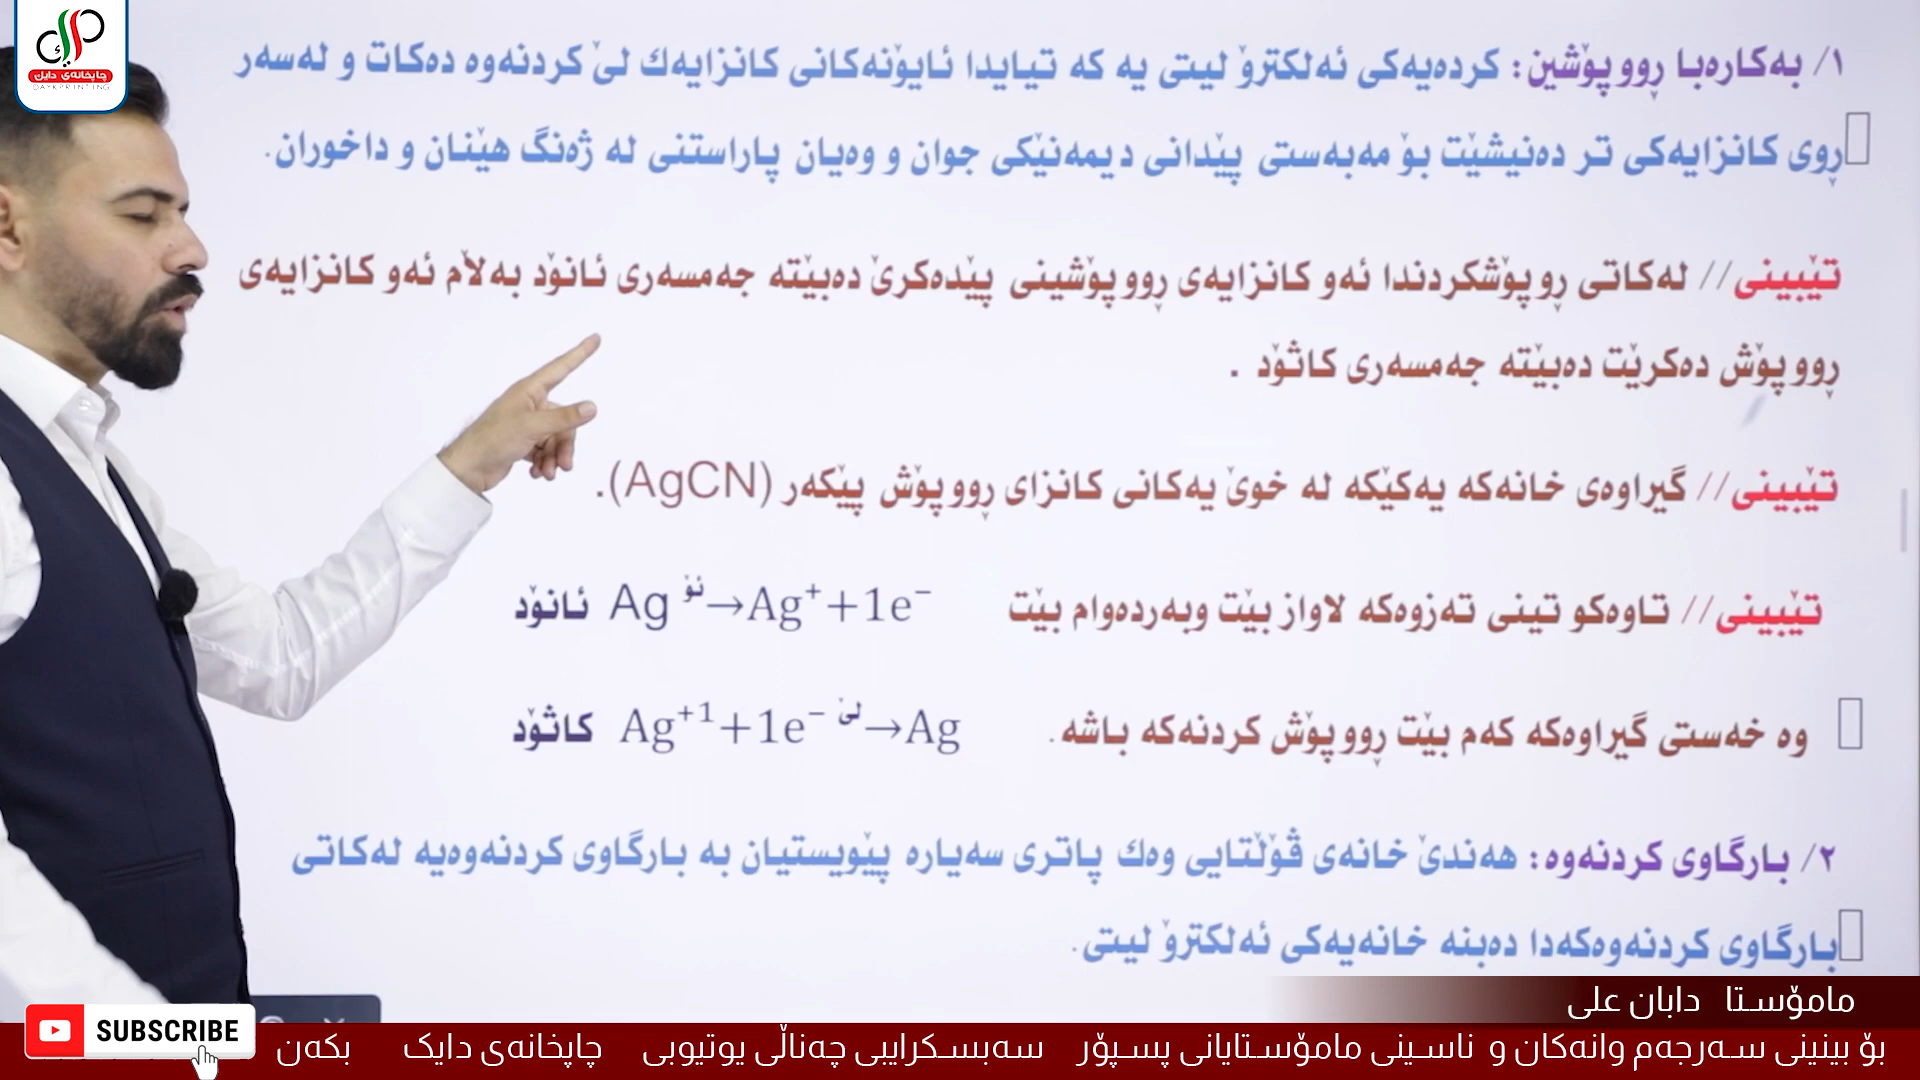 چاپخانەی دایك
DAYKPRINTING
١/ بەکارەبا ڕووپۆشین: کردەیەکی ئەلکترۆ لیتی یە کە تیایدا ئایۆنەکانی کانزایەك لێ کردنەوە دەکات و لەسەر
ڕوی کانزایەکی تر دەنیشێت بۆ مەبەستی پێدانی دیمەنێکی جوان و وەیان پاراستنی لە ژەنگ هێنان و داخوران.
تێبینی// لەکاتی ڕوپۆشکردندا ئەو کانزایەی ڕووپۆشینی پێدەکرێ دەبێتە جەمسەری ئانۆد بەڵام ئەو کانزایەی
ڕووپۆش دەکرێت دەبێتە جەمسەری کاثۆد .
تێبینی// گیراوەی خانەکە یەکێکە لە خوێ یەکانی کانزای ڕووپۆش پێکەر (AgCN).
تێبینی// تاوەکو تینی تەزوەکە لاواز بێت وبەردەوام بێت Ag ئۆ→Ag⁺+1e⁻ ئانۆد
وە خەستی گیراوەکە کەم بێت ڕووپۆش کردنەکە باشە. Ag⁺¹+1e⁻ لێ→Ag کاثۆد
٢/ بارگاوی کردنەوە: هەندێ خانەی ڤۆڵتایی وەك پاتری سەیارە پێویستیان بە بارگاوی کردنەوەیە لەکاتی
بارگاوی کردنەوەکەدا دەبنە خانەیەکی ئەلکترۆ لیتی.
مامۆستا دابان علی
SUBSCRIBE
بۆ بینینی سەرجەم وانەکان و ناسینی مامۆستایانی پسپۆر سەبسکرایبی چەناڵی یوتیوبی چاپخانەی دایک بکەن